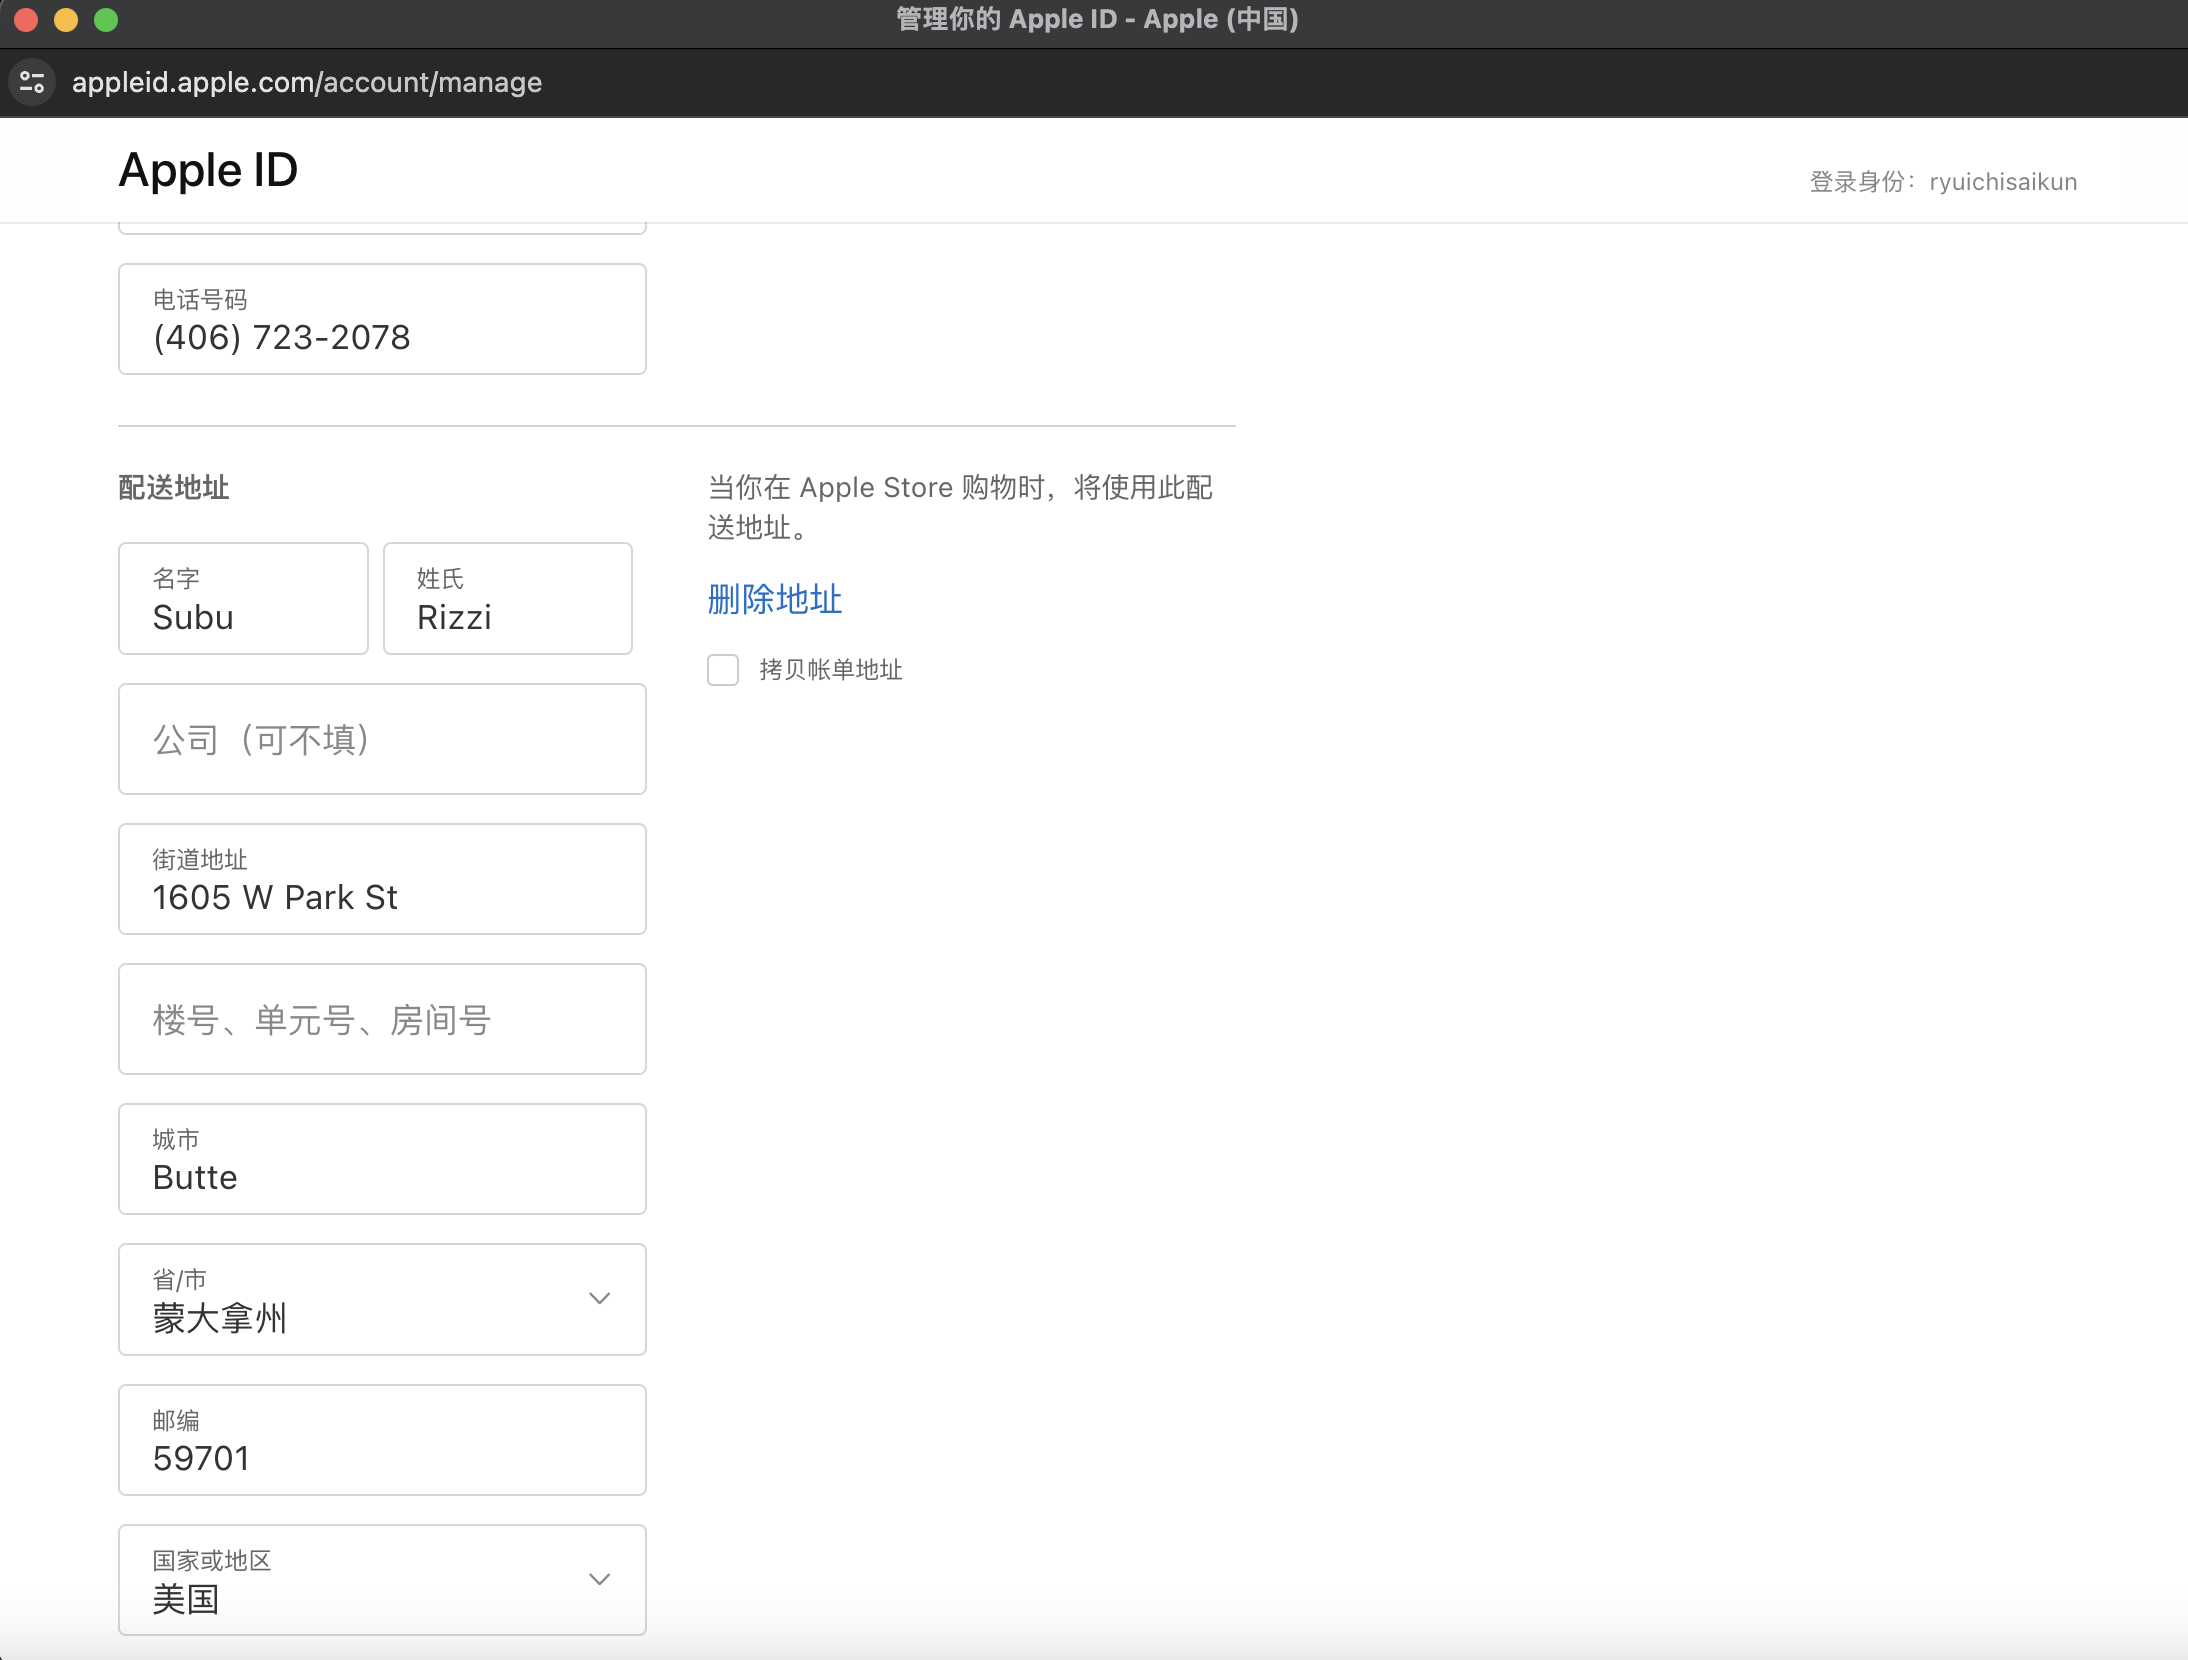 管理你的 Apple ID - Apple (中国)
appleid.apple.com/account/manage
Apple ID
登录身份：ryuichisaikun
电话号码
(406) 723-2078
配送地址
当你在 Apple Store 购物时，将使用此配
送地址。
名字
Subu
姓氏
Rizzi
删除地址
拷贝帐单地址
公司（可不填）
街道地址
1605 W Park St
楼号、单元号、房间号
城市
Butte
省/市
蒙大拿州
邮编
59701
国家或地区
美国